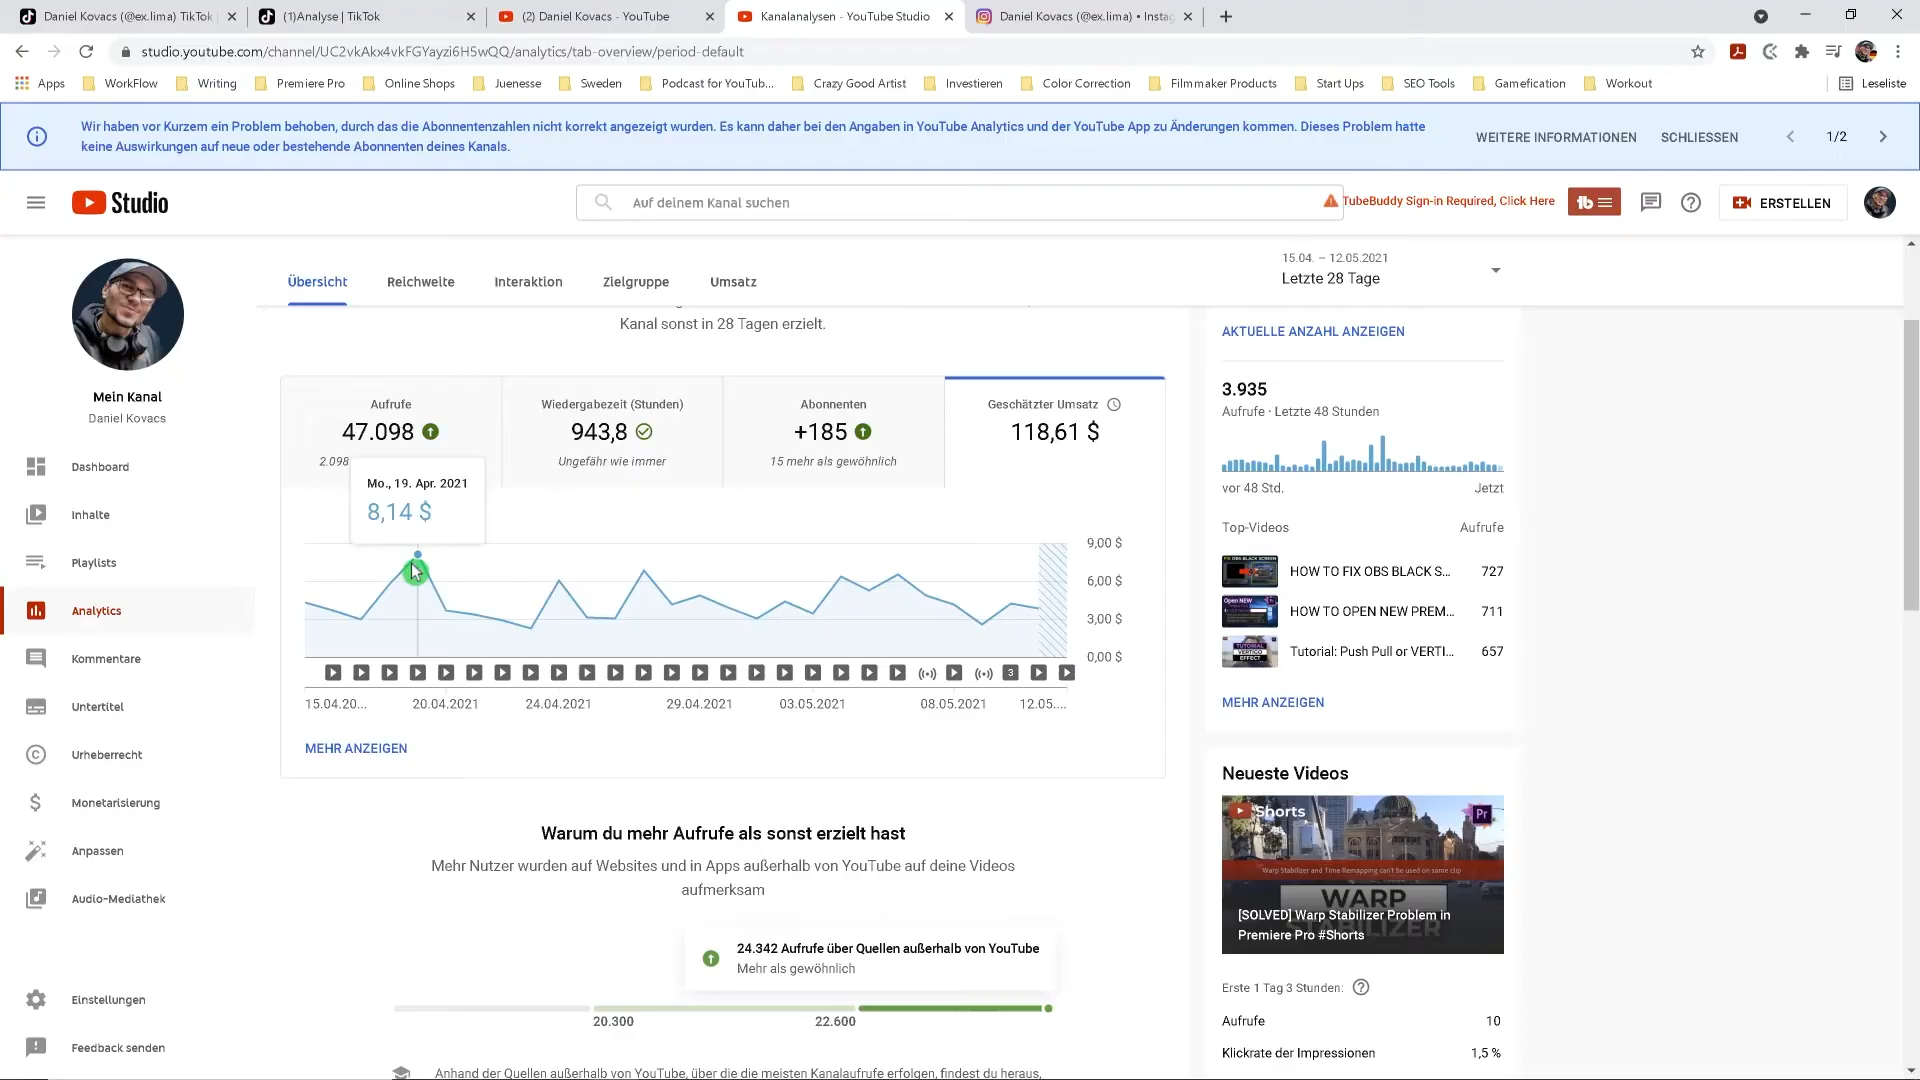 Daniel Kovacs (@ex.lima) TikTok
(1)Analyse | TikTok
(2) Daniel Kovacs - YouTube
Kanalanalysen - YouTube Studio
Daniel Kovacs (@ex.lima) • Instag
studio.youtube.com/channel/UC2vkAkx4vkFGYayzi6H5wQQ/analytics/tab-overview/period-default
Apps WorkFlow Writing Premiere Pro Online Shops Juenesse Sweden Podcast for YouTub... Crazy Good Artist Investieren Color Correction Filmmaker Products Start Ups SEO Tools Gamefication Workout Leseliste
Wir haben vor Kurzem ein Problem behoben, durch das die Abonnentenzahlen nicht korrekt angezeigt wurden. Es kann daher bei den Angaben in YouTube Analytics und der YouTube App zu Änderungen kommen. Dieses Problem hatte
keine Auswirkungen auf neue oder bestehende Abonnenten deines Kanals.
WEITERE INFORMATIONEN SCHLIESSEN 1/2
Studio
Auf deinem Kanal suchen
TubeBuddy Sign-in Required, Click Here
tb
ERSTELLEN
Mein Kanal
Daniel Kovacs
Dashboard
Inhalte
Playlists
Analytics
Kommentare
Untertitel
Urheberrecht
Monetarisierung
Anpassen
Audio-Mediathek
Einstellungen
Feedback senden
Übersicht Reichweite Interaktion Zielgruppe Umsatz
15.04. – 12.05.2021
Letzte 28 Tage
Kanal sonst in 28 Tagen erzielt.
Aufrufe
47.098
2.098
Wiedergabezeit (Stunden)
943,8
Ungefähr wie immer
Abonnenten
+185
15 mehr als gewöhnlich
Geschätzter Umsatz
118,61 $
Mo., 19. Apr. 2021
8,14 $
9,00 $
6,00 $
3,00 $
0,00 $
3
15.04.20... 20.04.2021 24.04.2021 29.04.2021 03.05.2021 08.05.2021 12.05....
MEHR ANZEIGEN
Warum du mehr Aufrufe als sonst erzielt hast
Mehr Nutzer wurden auf Websites und in Apps außerhalb von YouTube auf deine Videos
aufmerksam
24.342 Aufrufe über Quellen außerhalb von YouTube
Mehr als gewöhnlich
20.300 22.600
Anhand der Quellen außerhalb von YouTube, über die die meisten Kanalaufrufe erfolgen, findest du heraus,
AKTUELLE ANZAHL ANZEIGEN
3.935
Aufrufe · Letzte 48 Stunden
vor 48 Std. Jetzt
Top-Videos Aufrufe
HOW TO FIX OBS BLACK S... 727
HOW TO OPEN NEW PREM... 711
Tutorial: Push Pull or VERTI... 657
MEHR ANZEIGEN
Neueste Videos
Shorts
Pr
Warp Stabilizer and Time Remapping can't be used on same clip
WARP
STABILIZER
[SOLVED] Warp Stabilizer Problem in
Premiere Pro #Shorts
Erste 1 Tag 3 Stunden:
Aufrufe 10
Klickrate der Impressionen 1,5 %